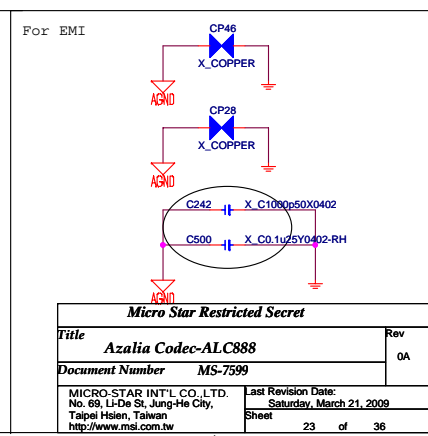 For EMI
CP46
X_COPPER
AGND
CP28
X_COPPER
AGND
C242 X_C1000p50X0402
C500 X_C0.1u25Y0402-RH
AGND
Micro Star Restricted Secret
Title Rev
Azalia Codec-ALC888 0A
Document Number MS-7599
MICRO-STAR INT'L CO.,LTD. Last Revision Date:
No. 69, Li-De St, Jung-He City, Saturday, March 21, 2009
Taipei Hsien, Taiwan Sheet
http://www.msi.com.tw 23 of 36